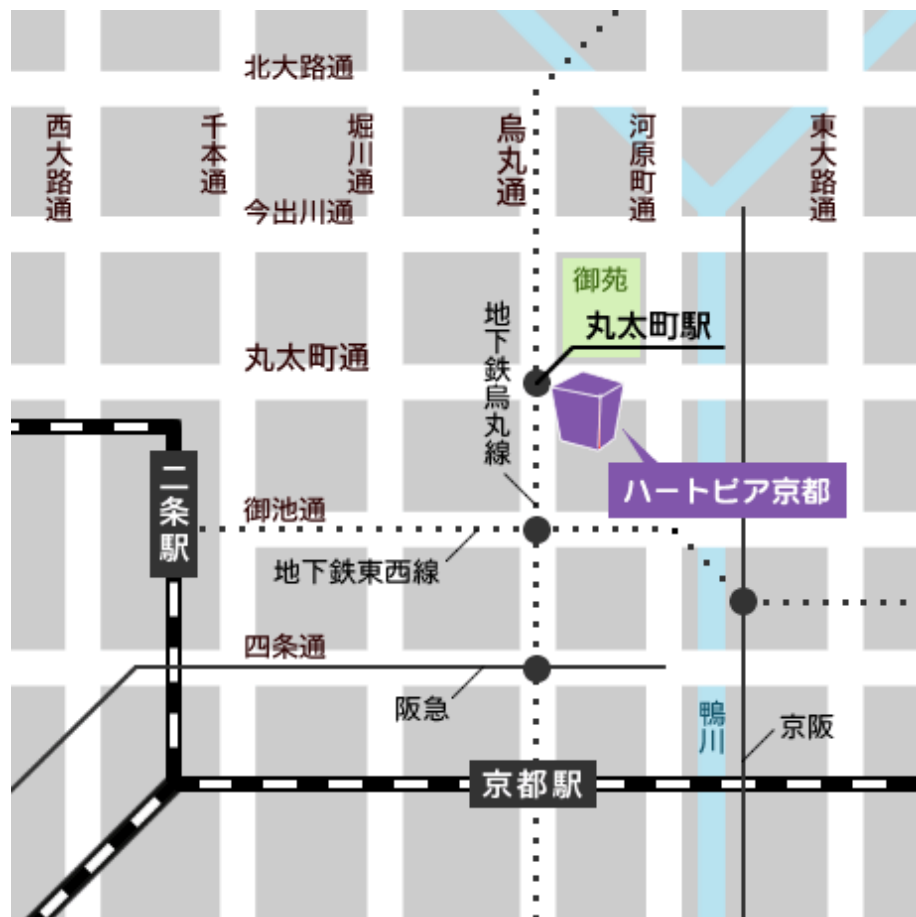 北大路通
西大路通
千本通
堀川通
烏丸通
河原町通
東大路通
今出川通
御苑
丸太町駅
地下鉄烏丸線
丸太町通
ハートピア京都
二条駅
御池通
地下鉄東西線
四条通
阪急
鴨川
京阪
京都駅